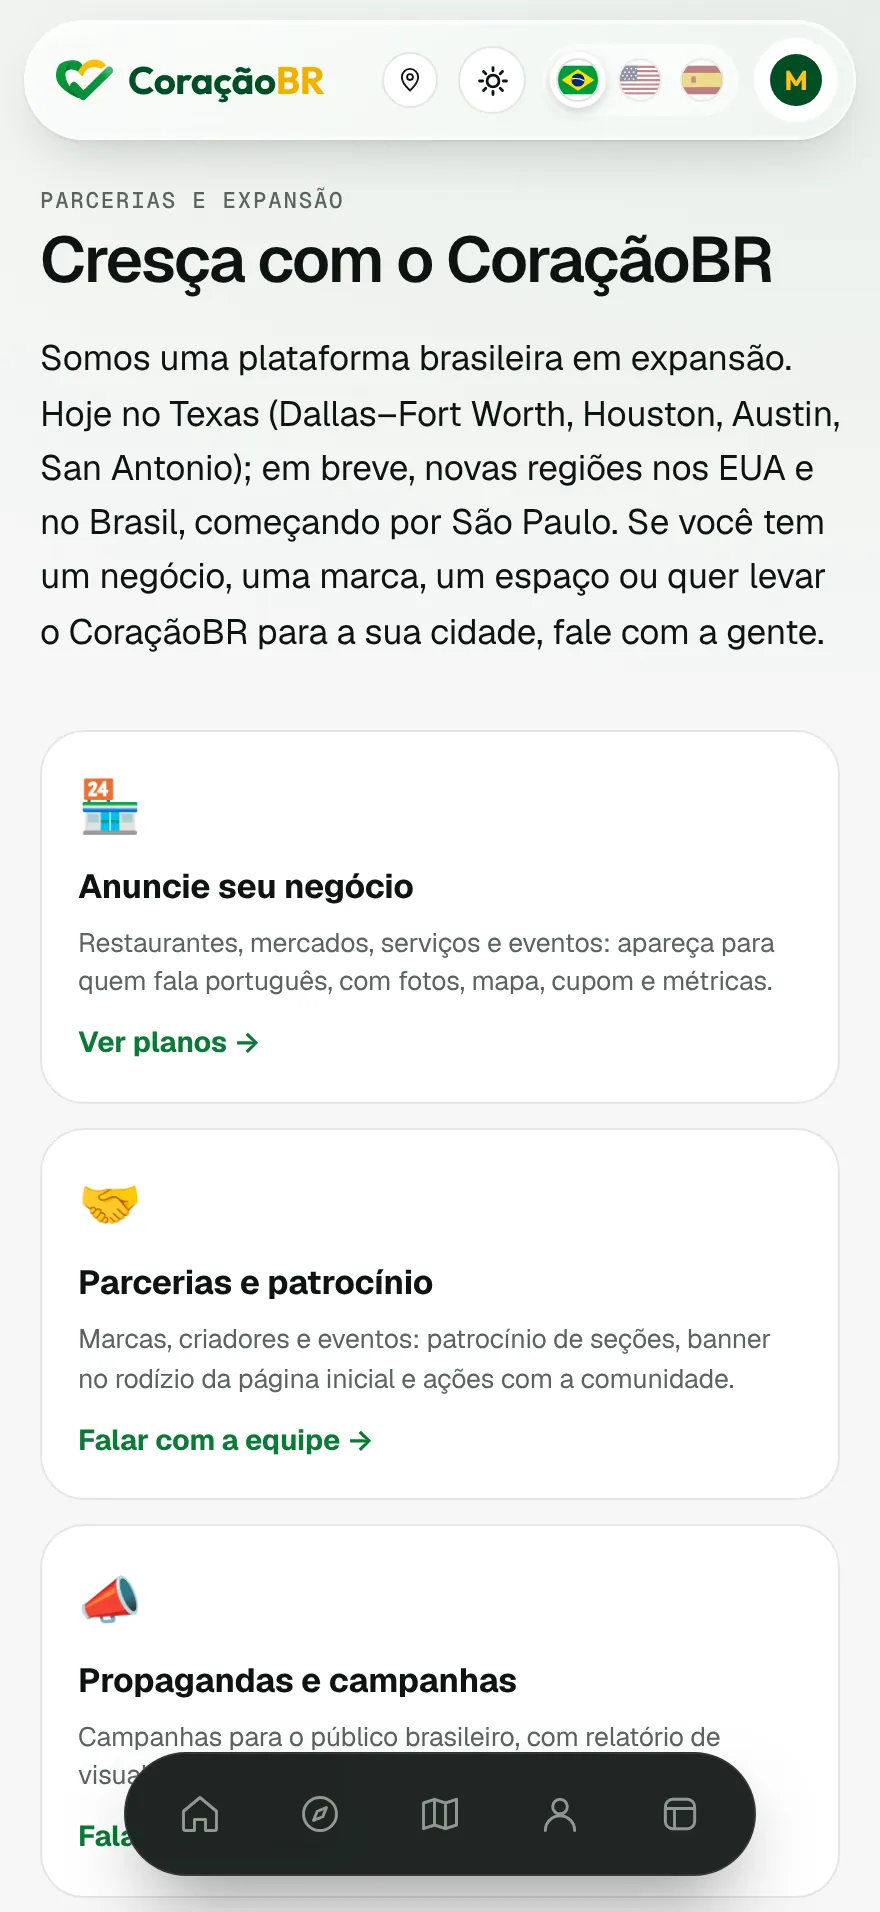 CoraçãoBR
M
PARCERIAS E EXPANSÃO
Cresça com o CoraçãoBR
Somos uma plataforma brasileira em expansão.
Hoje no Texas (Dallas–Fort Worth, Houston, Austin,
San Antonio); em breve, novas regiões nos EUA e
no Brasil, começando por São Paulo. Se você tem
um negócio, uma marca, um espaço ou quer levar
o CoraçãoBR para a sua cidade, fale com a gente.
24
Anuncie seu negócio
Restaurantes, mercados, serviços e eventos: apareça para
quem fala português, com fotos, mapa, cupom e métricas.
Ver planos →
Parcerias e patrocínio
Marcas, criadores e eventos: patrocínio de seções, banner
no rodízio da página inicial e ações com a comunidade.
Falar com a equipe →
Propagandas e campanhas
Campanhas para o público brasileiro, com relatório de